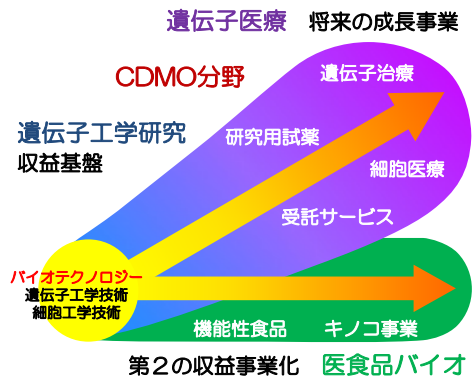 遺伝子医療 将来の成長事業
CDMO分野
遺伝子治療
遺伝子工学研究
収益基盤
研究用試薬
細胞医療
受託サービス
バイオテクノロジー
遺伝子工学技術
細胞工学技術
機能性食品 キノコ事業
第２の収益事業化 医食品バイオ